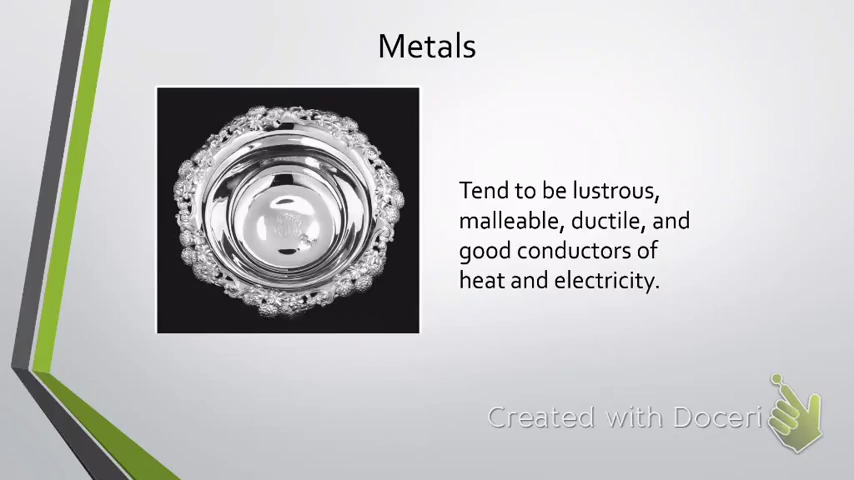 Metals
Tend to be lustrous,
malleable, ductile, and
good conductors of
heat and electricity.
Created with Doceri